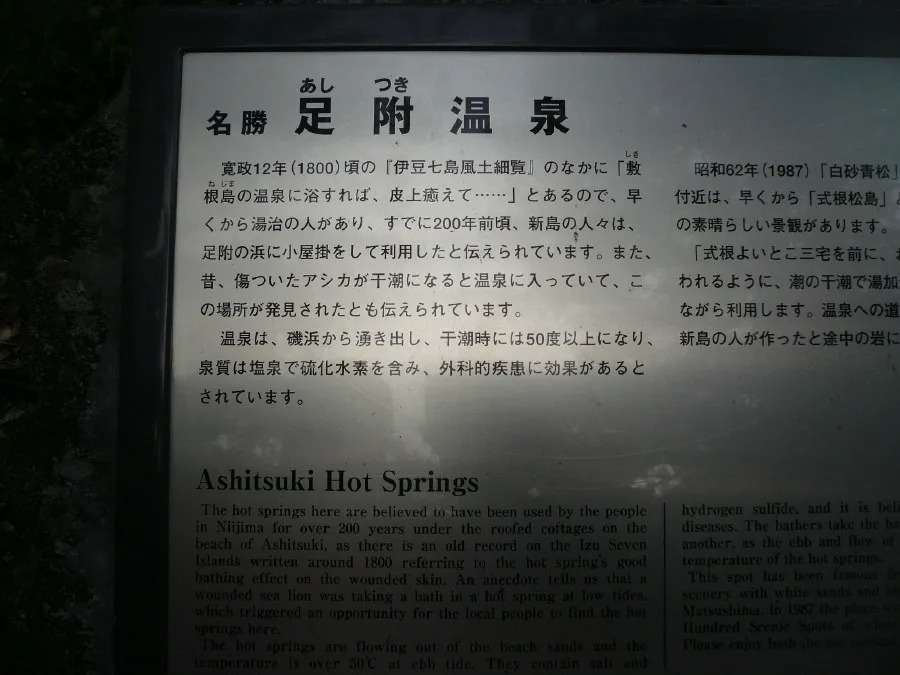 名勝 足附温泉
あし つき
寛政12年(1800)頃の『伊豆七島風土細覧』のなかに「敷
しき
根島の温泉に浴すれば、皮上癒えて……」とあるので、早
ねじま
くから湯治の人があり、すでに200年前頃、新島の人々は、
足附の浜に小屋掛をして利用したと伝えられています。また、
昔、傷ついたアシカが干潮になると温泉に入っていて、こ
の場所が発見されたとも伝えられています。
温泉は、磯浜から湧き出し、干潮時には50度以上になり、
泉質は塩泉で硫化水素を含み、外科的疾患に効果があると
されています。
昭和62年(1987)「白砂青松」
付近は、早くから「式根松島」
の素晴らしい景観があります。
「式根よいとこ三宅を前に、
われるように、潮の干潮で湯加
ながら利用します。温泉への道
新島の人が作ったと途中の岩に
Ashitsuki Hot Springs
The hot springs here are believed to have been used by the people
in Niijima for over 200 years under the roofed cottages on the
beach of Ashitsuki, as there is an old record on the Izu Seven
Islands written around 1800 referring to the hot spring's good
bathing effect on the wounded skin. An anecdote tells us that a
wounded sea lion was taking a bath in a hot spring at low tides,
which triggered an opportunity for the local people to find the hot
springs here.
The hot springs are flowing out of the beach sands and the
temperature is over 50℃ at ebb tide. They contain salt and
hydrogen sulfide, and it is
diseases. The bathers take the
another, as the ebb and flow of
temperature of the hot springs.
This spot has been famous
scenery with white sands and
Matsushima. In 1987 the place
Hundred Scenic Spots of
Please enjoy both the